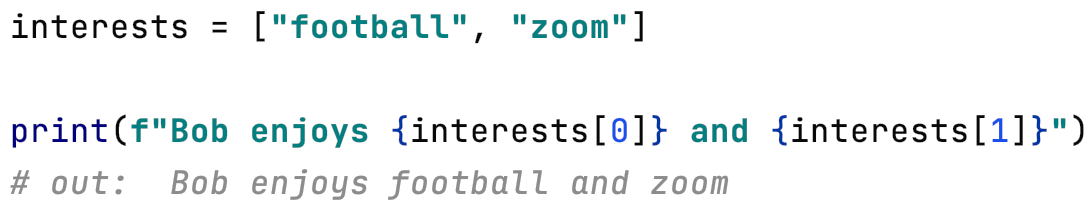 interests = ["football", "zoom"]
print(f"Bob enjoys {interests[0]} and {interests[1]}")
# out:  Bob enjoys football and zoom